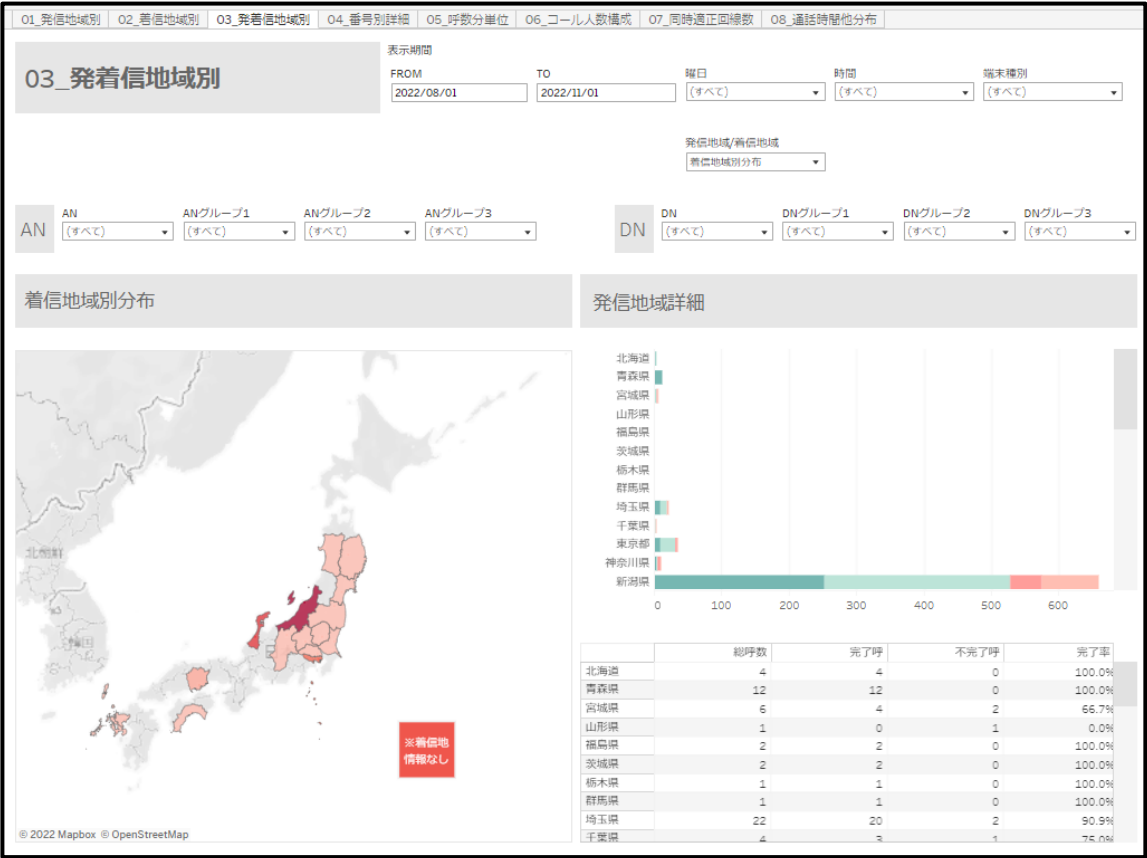 01_発信地域別 02_着信地域別 03_発着信地域別 04_番号別詳細 05_呼数分単位 06_コール人数構成 07_同時適正回線数 08_通話時間他分布
03_発着信地域別
表示期間
FROM TO 曜日 時間 端末種別
2022/08/01 2022/11/01 (すべて) (すべて) (すべて)
発信地域/着信地域
着信地域別分布
AN
AN ANグループ1 ANグループ2 ANグループ3
(すべて) (すべて) (すべて) (すべて)
DN
DN DNグループ1 DNグループ2 DNグループ3
(すべて) (すべて) (すべて) (すべて)
着信地域別分布
北朝鮮
韓国
※着信地
情報なし
© 2022 Mapbox © OpenStreetMap
発信地域詳細
北海道
青森県
宮城県
山形県
福島県
茨城県
栃木県
群馬県
埼玉県
千葉県
東京都
神奈川県
新潟県
0 100 200 300 400 500 600
総呼数 完了呼 不完了呼 完了率
北海道 4 4 0 100.0%
青森県 12 12 0 100.0%
宮城県 6 4 2 66.7%
山形県 1 0 1 0.0%
福島県 2 2 0 100.0%
茨城県 2 2 0 100.0%
栃木県 1 1 0 100.0%
群馬県 1 1 0 100.0%
埼玉県 22 20 2 90.9%
千葉県 4 3 1 75.0%